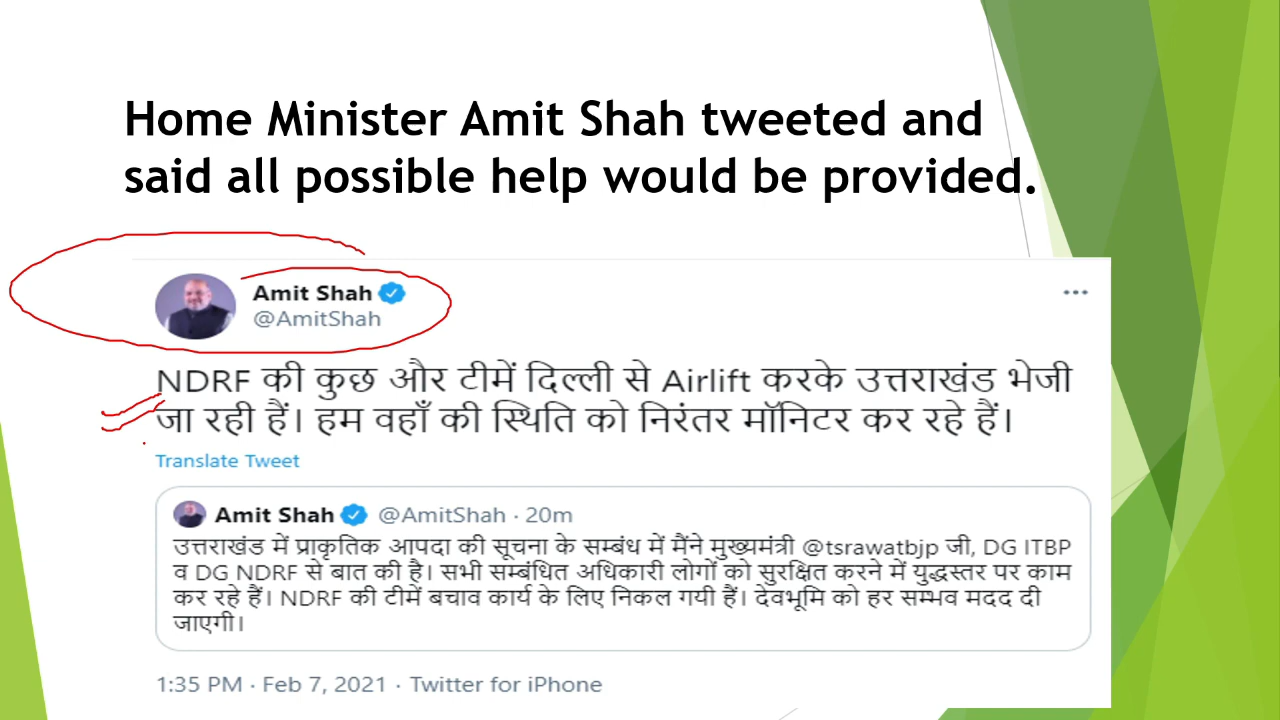 Home Minister Amit Shah tweeted and
said all possible help would be provided.
Amit Shah
@AmitShah
NDRF की कुछ और टीमें दिल्ली से Airlift करके उत्तराखंड भेजी
जा रही हैं। हम वहाँ की स्थिति को निरंतर मॉनिटर कर रहे हैं।
Translate Tweet
Amit Shah @AmitShah · 20m
उत्तराखंड में प्राकृतिक आपदा की सूचना के सम्बंध में मैंने मुख्यमंत्री @tsrawatbjp जी, DG ITBP
व DG NDRF से बात की है। सभी सम्बंधित अधिकारी लोगों को सुरक्षित करने में युद्धस्तर पर काम
कर रहे हैं। NDRF की टीमें बचाव कार्य के लिए निकल गयी हैं। देवभूमि को हर सम्भव मदद दी
जाएगी।
1:35 PM · Feb 7, 2021 · Twitter for iPhone